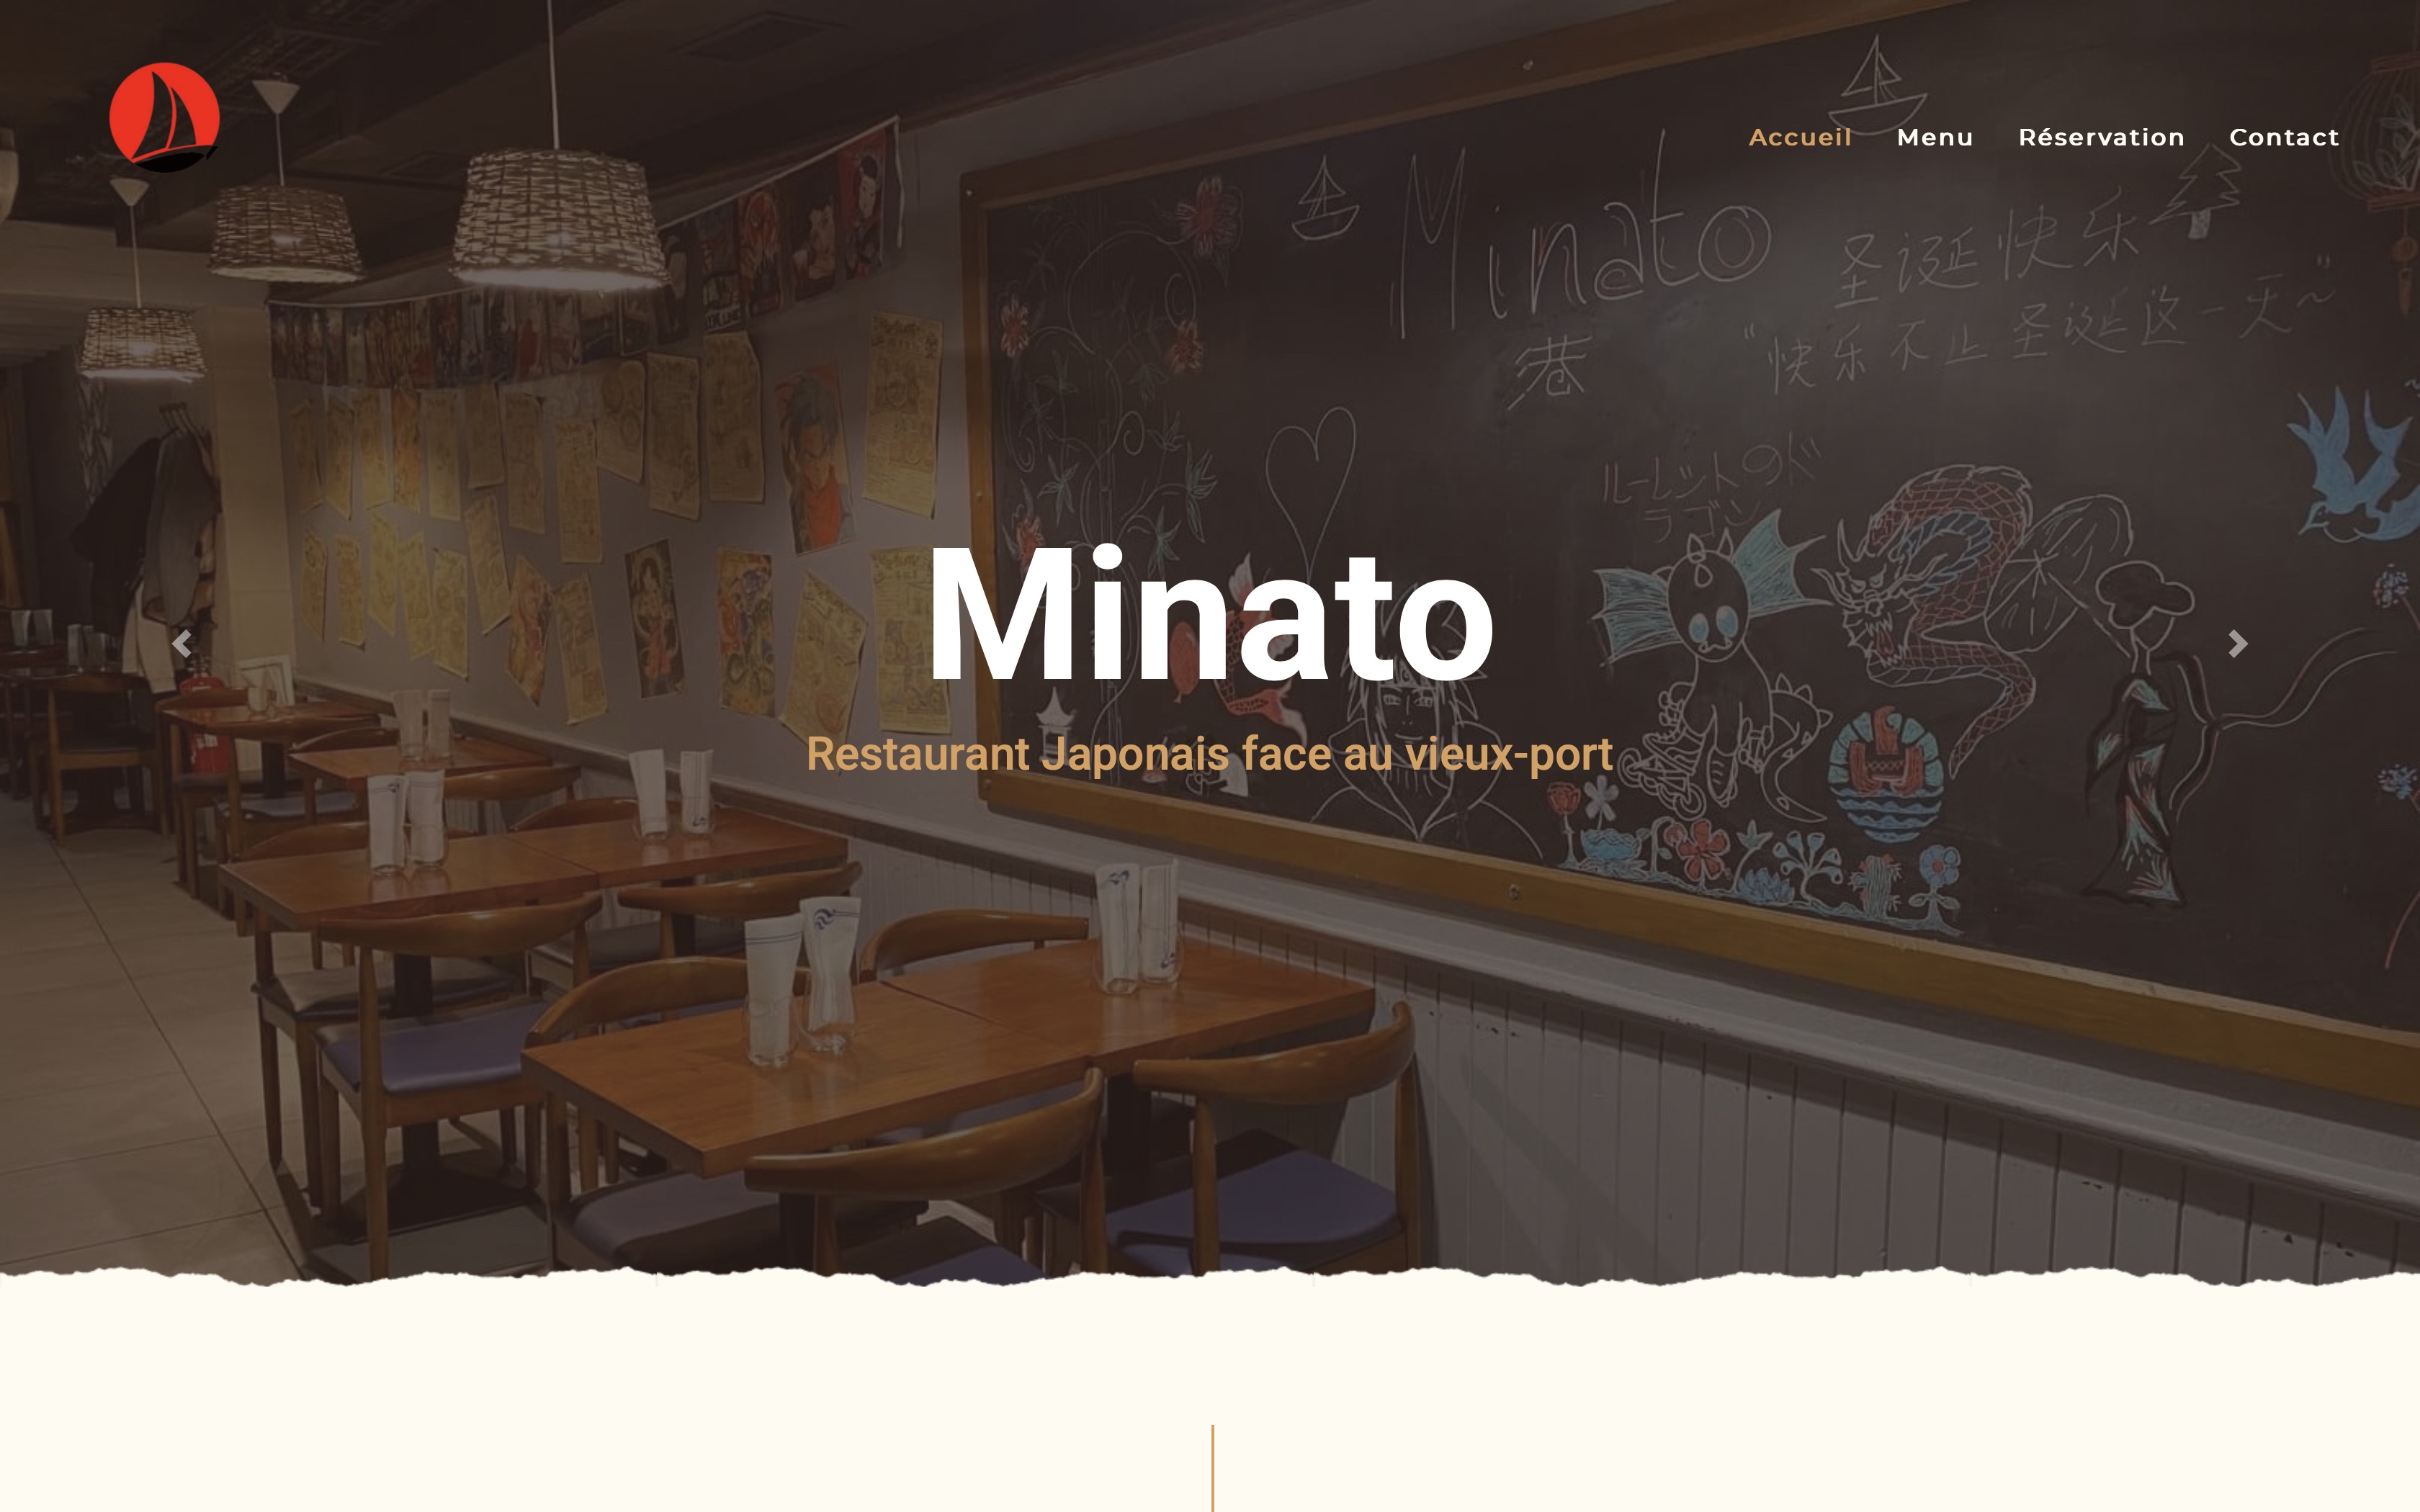 Accueil Menu Réservation Contact
Minato
圣诞快乐
巷
"快乐不止圣诞这一天~"
ルーレットのド
ラゴン
Minato
Restaurant Japonais face au vieux-port